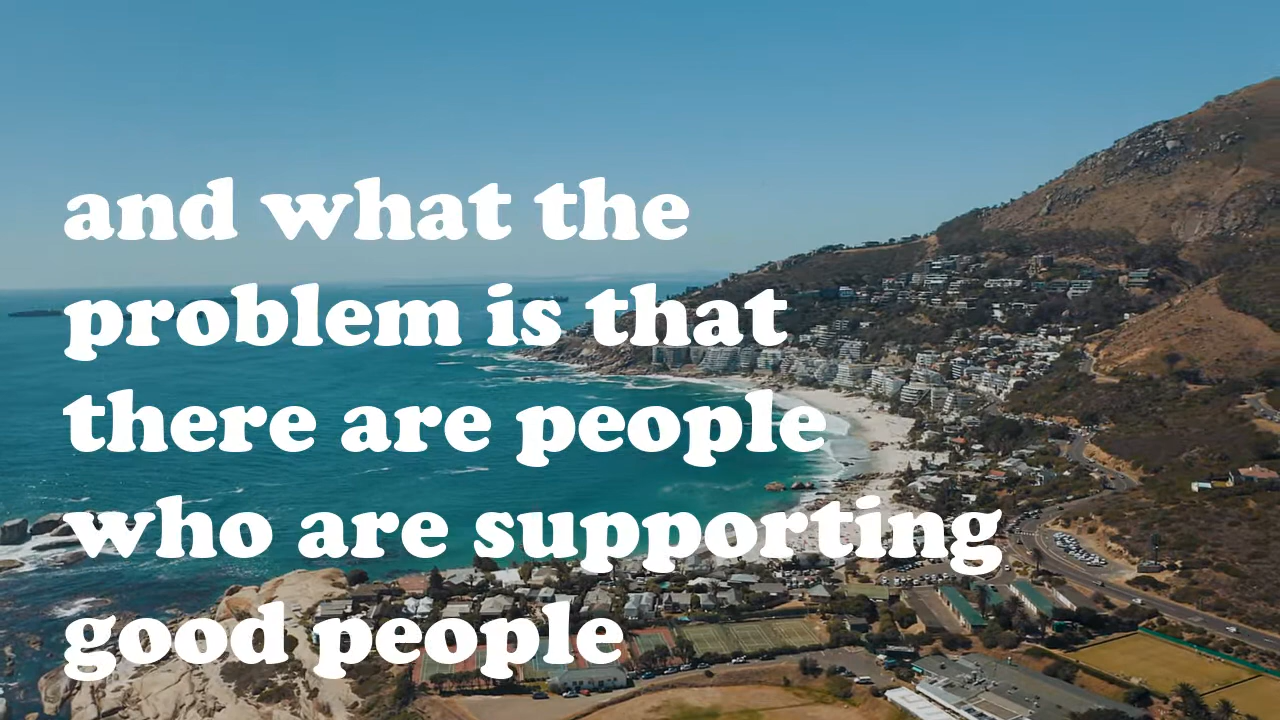 and what the
problem is that
there are people
who are supporting
good people